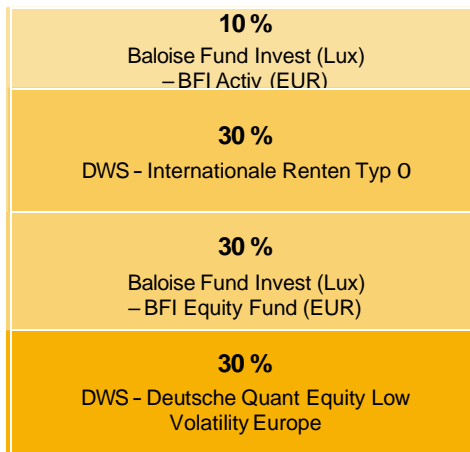 10 %
Baloise Fund Invest (Lux)
– BFI Activ (EUR)
30 %
DWS – Internationale Renten Typ O
30 %
Baloise Fund Invest (Lux)
– BFI Equity Fund (EUR)
30 %
DWS – Deutsche Quant Equity Low
Volatility Europe